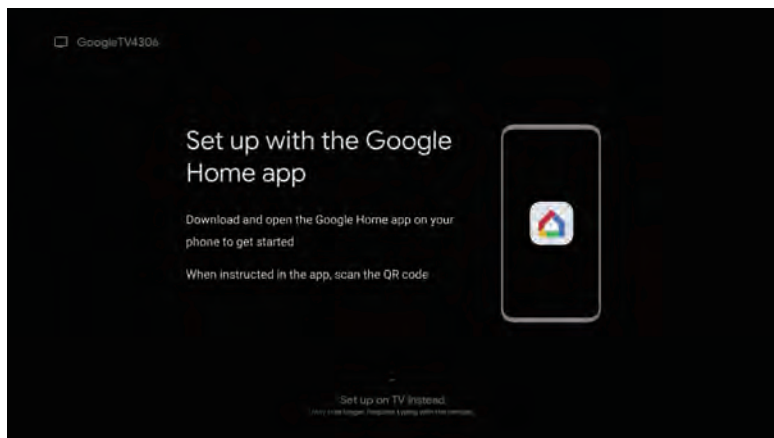 GoogleTV4306
Set up with the Google
Home app
Download and open the Google Home app on your
phone to get started
When instructed in the app, scan the QR code
Set up on TV instead